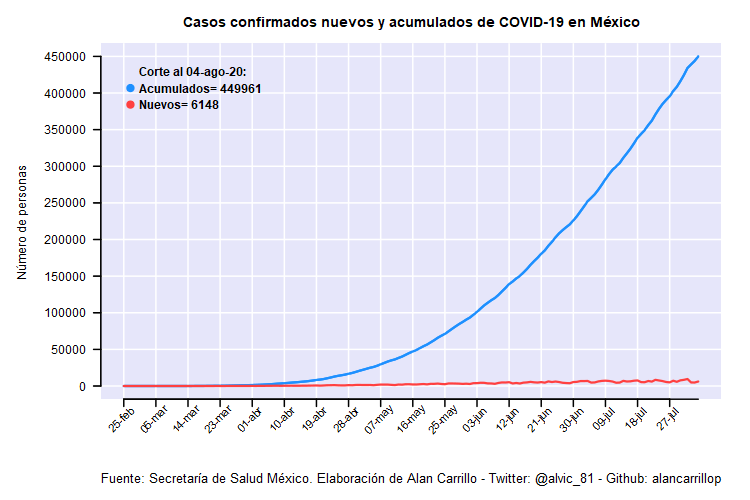 Casos confirmados nuevos y acumulados de COVID-19 en México
Corte al 04-ago-20:
Acumulados= 449961
Nuevos= 6148
Número de personas
450000
400000
350000
300000
250000
200000
150000
100000
50000
0
25-feb
05-mar
14-mar
23-mar
01-abr
10-abr
19-abr
28-abr
07-may
16-may
25-may
03-jun
12-jun
21-jun
30-jun
09-jul
18-jul
27-jul
Fuente: Secretaría de Salud México. Elaboración de Alan Carrillo - Twitter: @alvic_81 - Github: alancarrillop